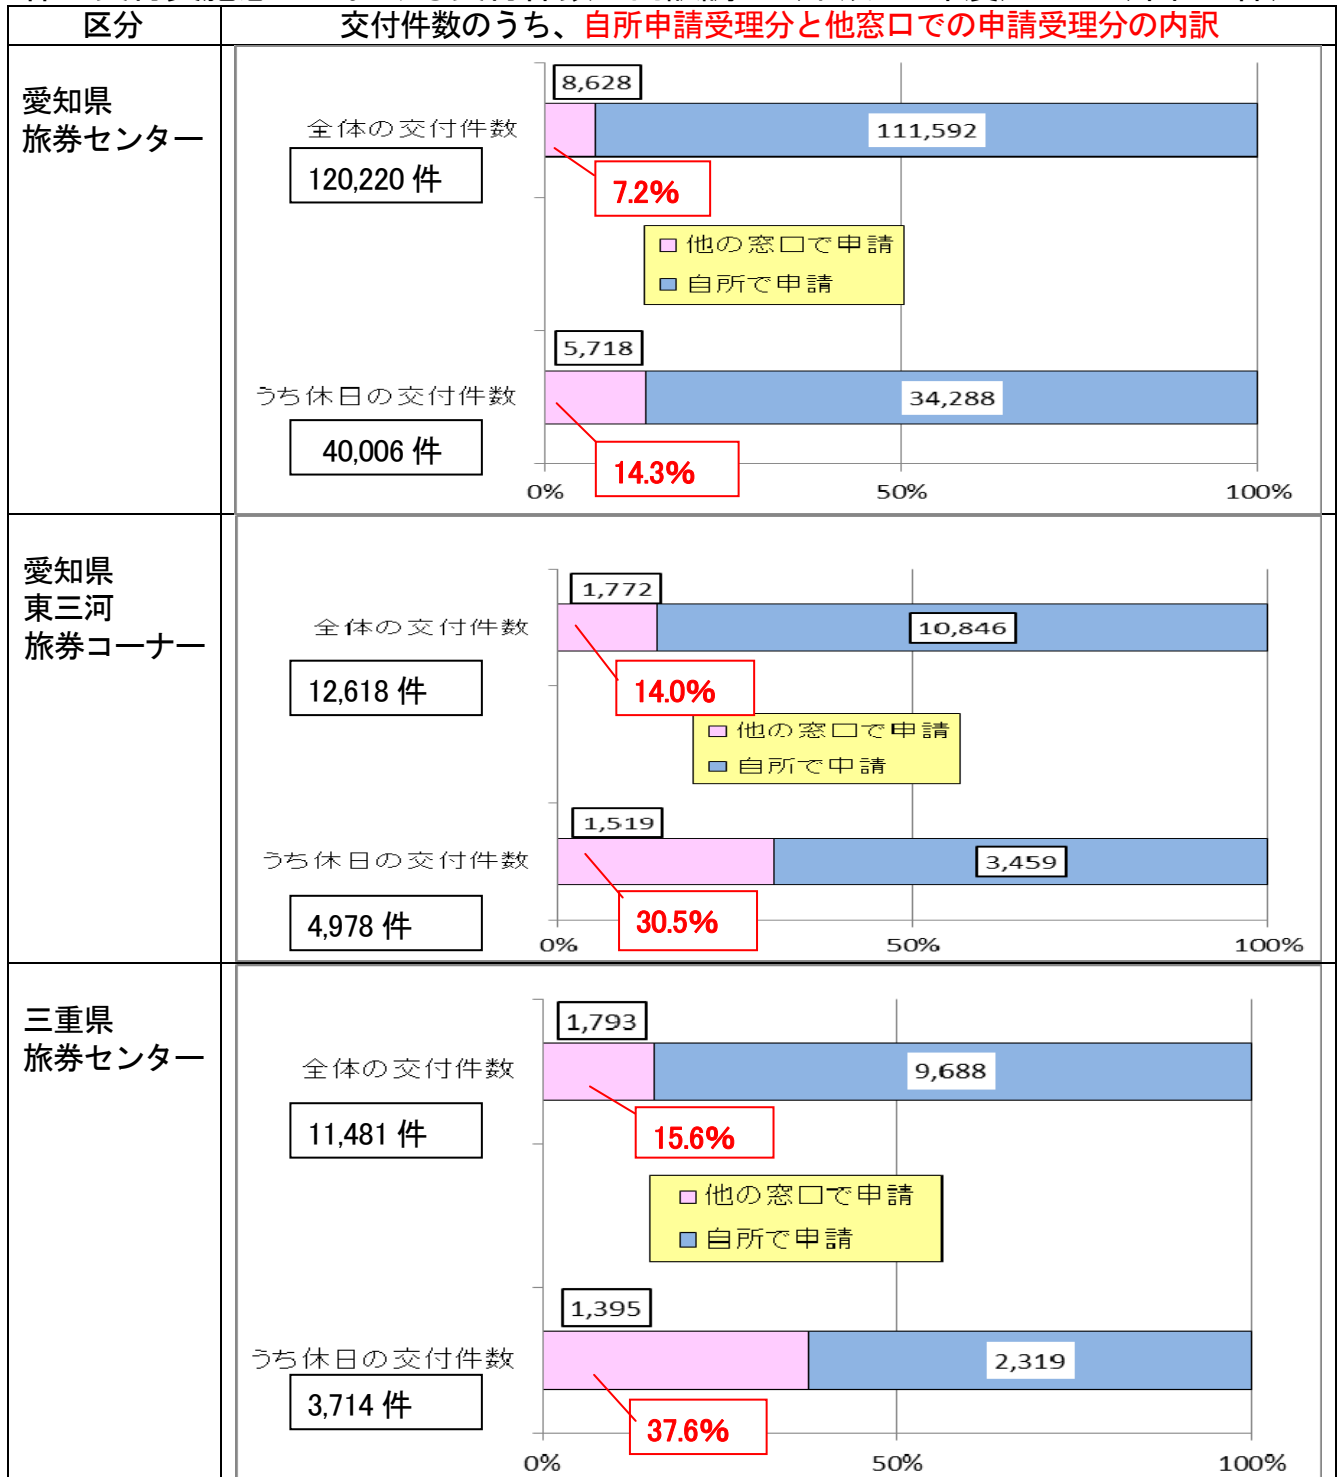 区分
交付件数のうち、自所申請受理分と他窓口での申請受理分の内訳
愛知県
旅券センター
8,628
全体の交付件数
111,592
120,220 件
7.2%
他の窓口で申請
自所で申請
5,718
うち休日の交付件数
34,288
40,006 件
14.3%
0% 50% 100%
愛知県
東三河
旅券コーナー
1,772
全体の交付件数
10,846
12,618 件
14.0%
他の窓口で申請
自所で申請
1,519
うち休日の交付件数
3,459
4,978 件
30.5%
0% 50% 100%
三重県
旅券センター
1,793
全体の交付件数
9,688
11,481 件
15.6%
他の窓口で申請
自所で申請
1,395
うち休日の交付件数
2,319
3,714 件
37.6%
0% 50% 100%